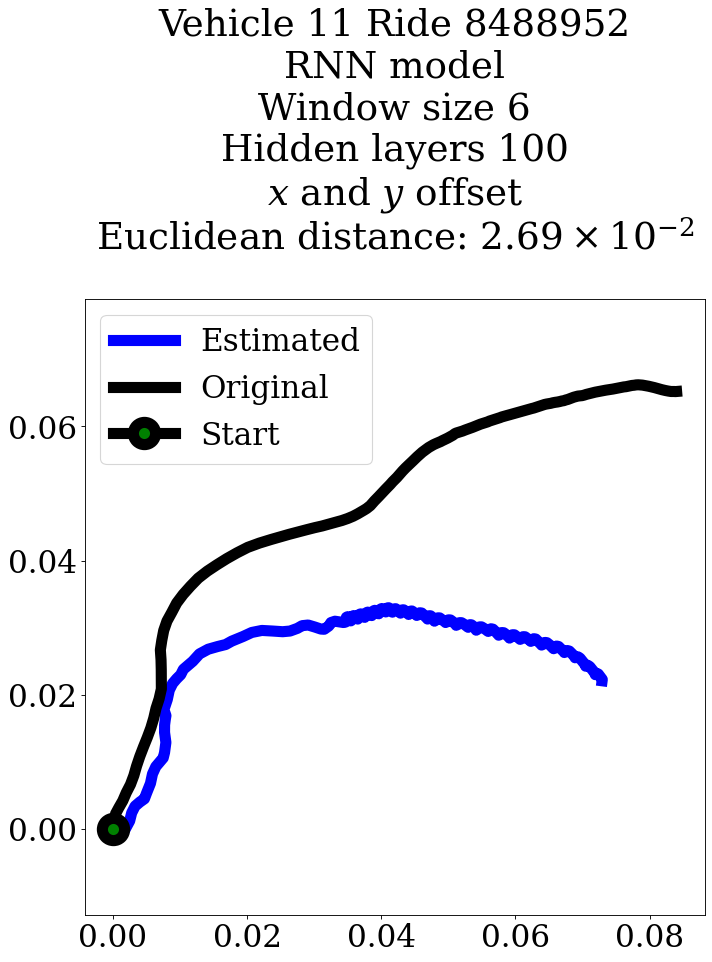 Vehicle 11 Ride 8488952
RNN model
Window size 6
Hidden layers 100
x and y offset
Euclidean distance: 2.69 × 10⁻²
Estimated
Original
Start
0.06
0.04
0.02
0.00
0.00 0.02 0.04 0.06 0.08